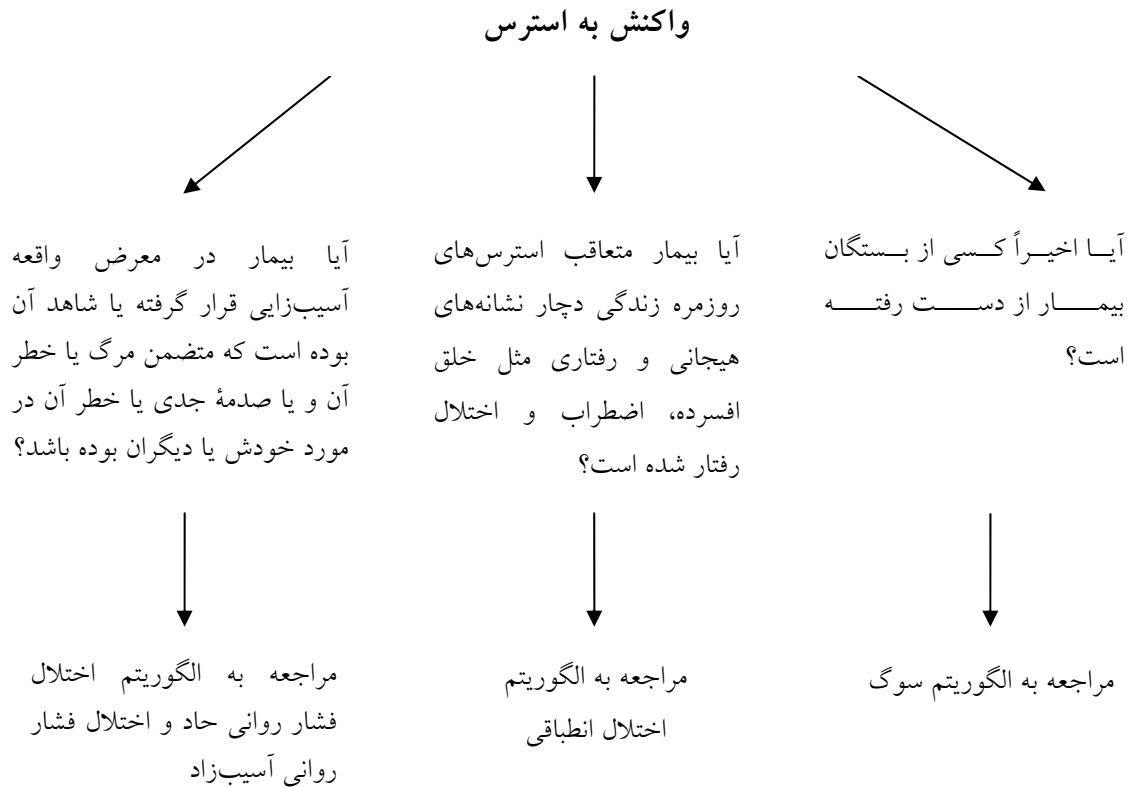 واکنش به استرس
آیا اخیراً کسی از بستگان
بیمار از دست رفته
است؟
آیا بیمار متعاقب استرس‌های
روزمره زندگی دچار نشانه‌های
هیجانی و رفتاری مثل خلق
افسرده، اضطراب و اختلال
رفتار شده است؟
آیا بیمار در معرض واقعه
آسیب‌زایی قرار گرفته یا شاهد آن
بوده است که متضمن مرگ یا خطر
آن و یا صدمۀ جدی یا خطر آن در
مورد خودش یا دیگران بوده باشد؟
مراجعه به الگوریتم سوگ
مراجعه به الگوریتم
اختلال انطباقی
مراجعه به الگوریتم اختلال
فشار روانی حاد و اختلال فشار
روانی آسیب‌زاد